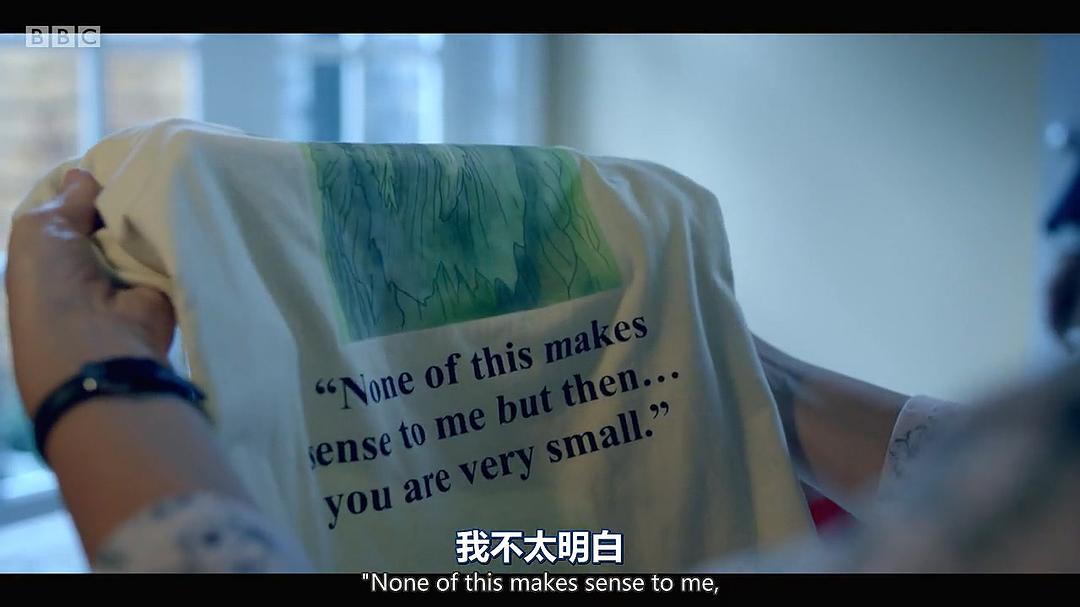 BBC
“None of this makes
sense to me but then...
you are very small.”
我不太明白
"None of this makes sense to me,